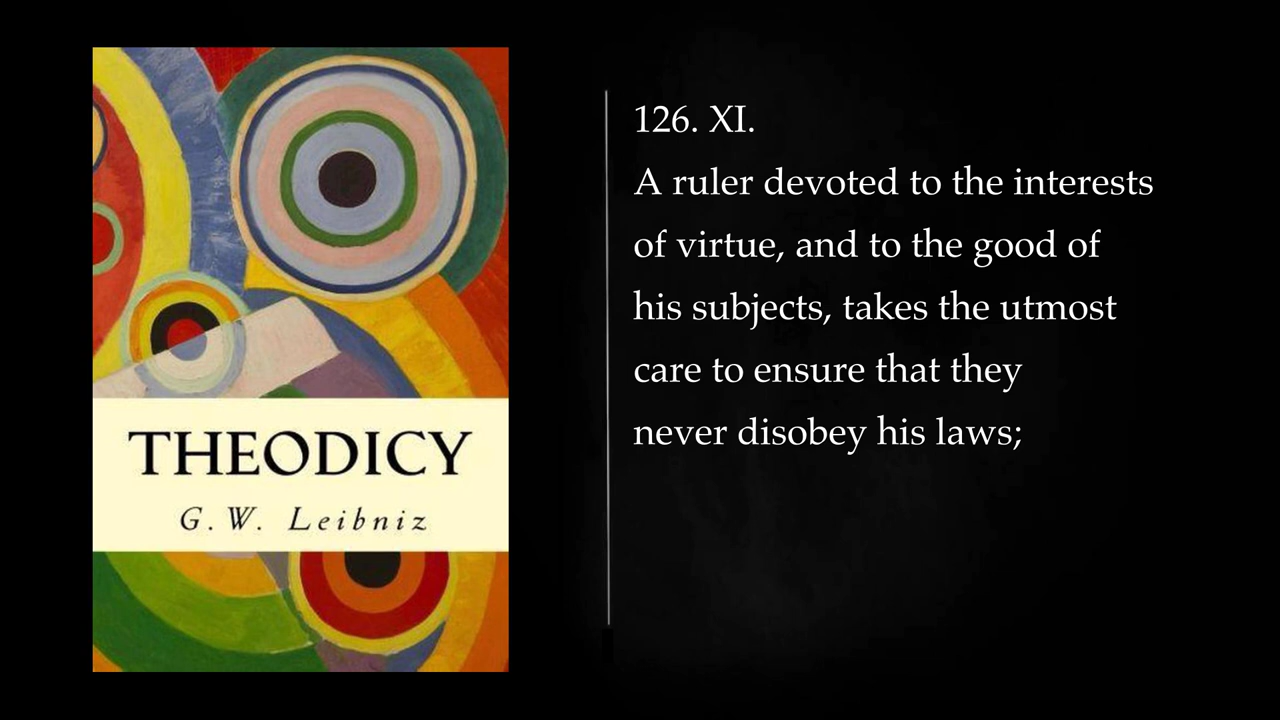 THEODICY
G. W. Leibniz
126. XI.
A ruler devoted to the interests
of virtue, and to the good of
his subjects, takes the utmost
care to ensure that they
never disobey his laws;